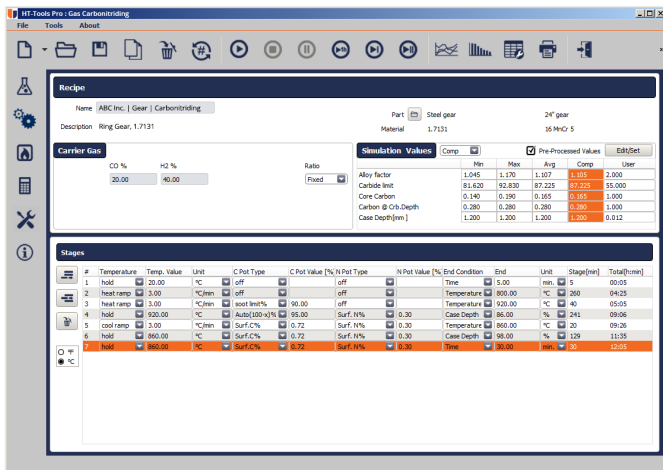 HT-Tools Pro : Gas Carbonitriding
File Tools About
Recipe
Name ABC Inc. | Gear | Carbonitriding
Part Steel gear 24" gear
Description Ring Gear, 1.7131
Material 1.7131 16 MnCr 5
Carrier Gas
CO % H2 % Ratio
20.00 40.00 Fixed
Simulation Values Comp Pre-Processed Values Edit/Set
Min Max Avg Comp User
Alloy factor 1.045 1.170 1.107 1.105 2.000
Carbide limit 81.620 92.830 87.225 87.225 55.000
Core Carbon 0.140 0.190 0.165 0.165 1.000
Carbon @ Crb.Depth 0.280 0.280 0.280 0.280 1.000
Case Depth[mm ] 1.200 1.200 1.200 1.200 0.012
Stages
# Temperature Temp. Value Unit C Pot Type C Pot Value [%] N Pot Type N Pot Value [%] End Condition End Unit Stage[min] Total[h:mm]
1 hold 20.00 °C off off Time 5.00 min. 5 00:05
2 heat ramp 3.00 °C/min off off Temperature 800.00 °C 260 04:25
3 heat ramp 3.00 °C/min soot limit% 90.00 off Temperature 920.00 °C 40 05:05
4 hold 920.00 °C Auto(100-x)% 95.00 Surf. N% 0.30 Case Depth 86.00 % 241 09:06
5 cool ramp 3.00 °C/min Surf.C% 0.72 Surf. N% 0.30 Temperature 860.00 °C 20 09:26
6 hold 860.00 °C Surf.C% 0.72 Surf. N% 0.30 Case Depth 98.00 % 129 11:35
7 hold 860.00 °C Surf.C% 0.72 Surf. N% 0.30 Time 30.00 min. 30 12:05
°F
°C